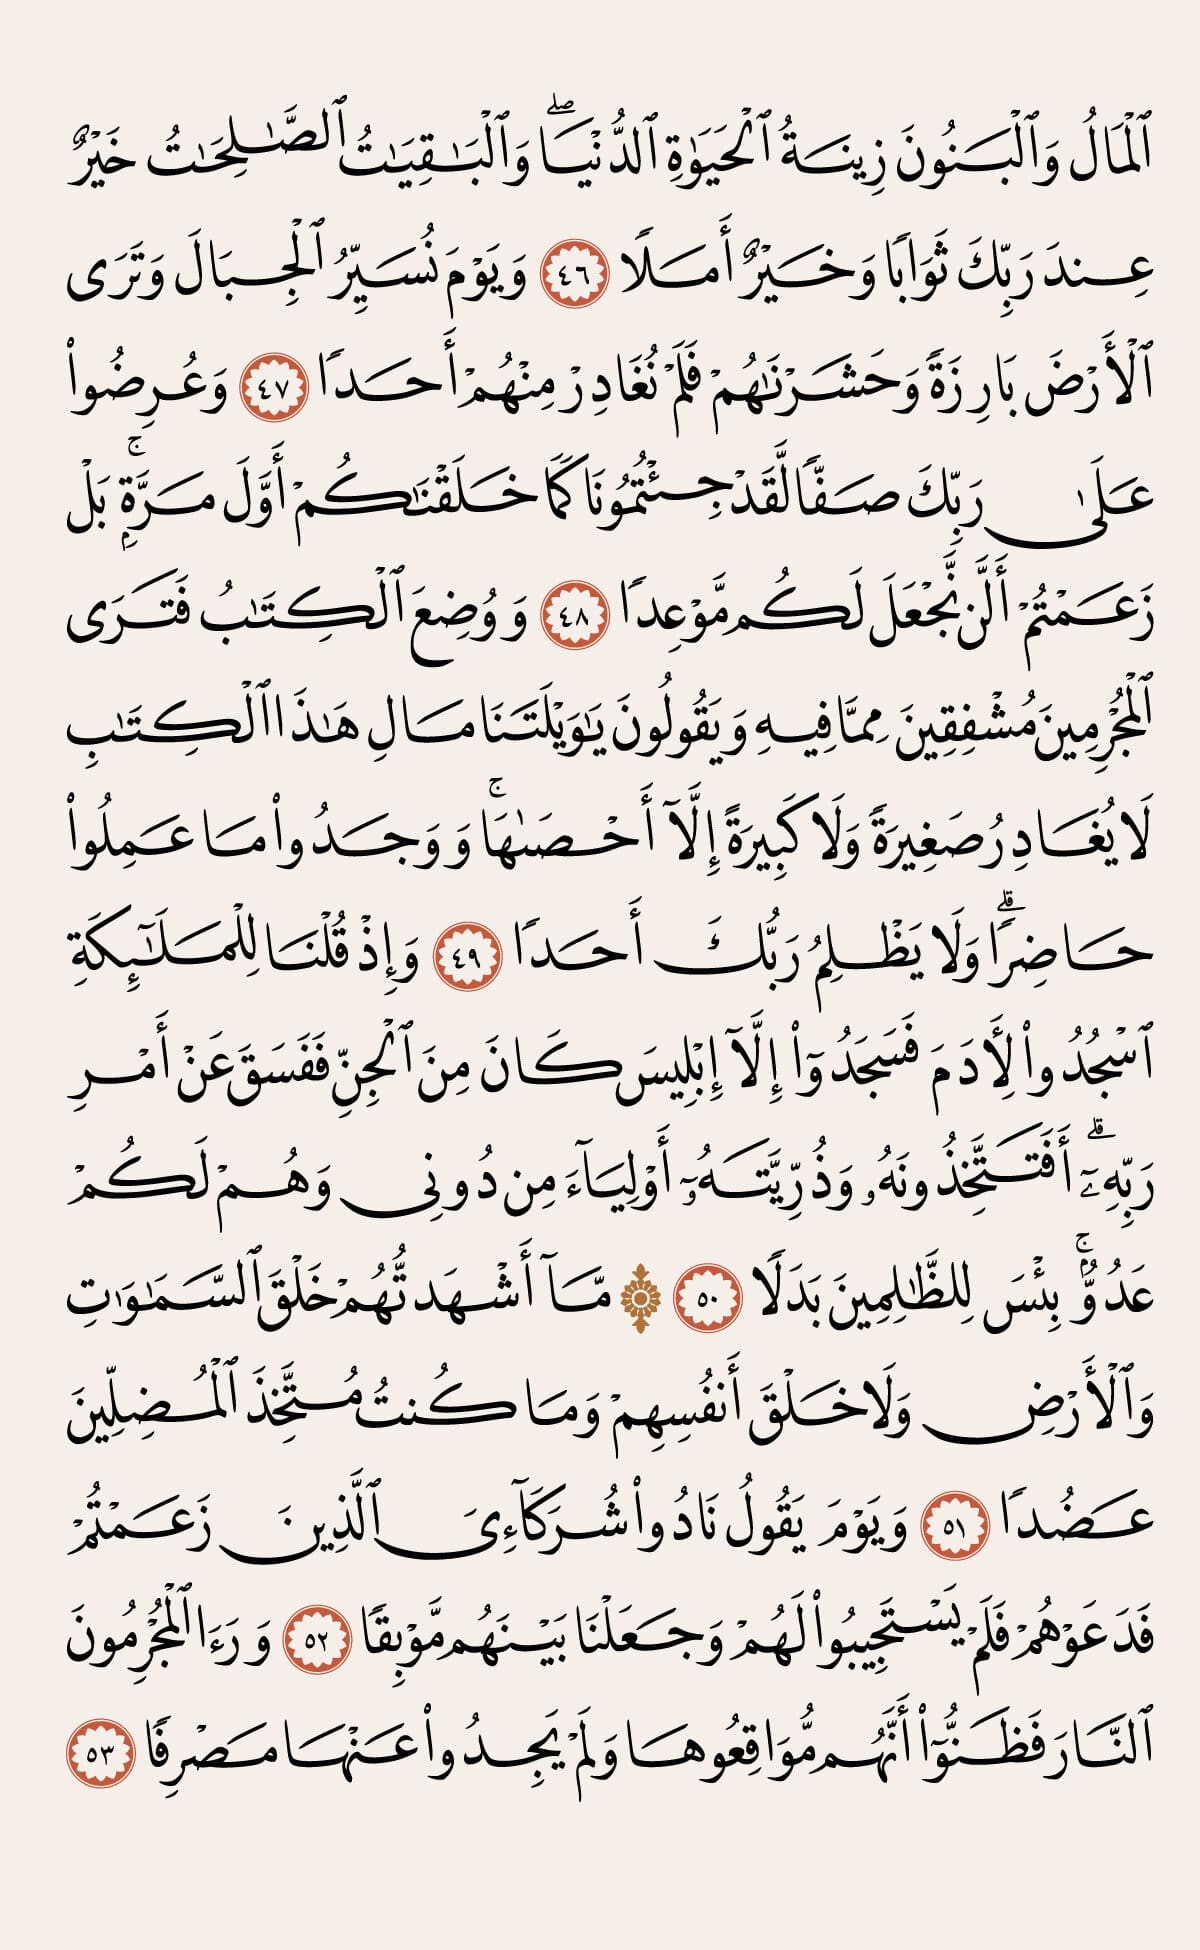 ٱلْمَالُ وَٱلْبَنُونَ زِينَةُ ٱلْحَيَوٰةِ ٱلدُّنْيَاۖ وَٱلْبَٰقِيَٰتُ ٱلصَّٰلِحَٰتُ خَيْرٌ
عِندَ رَبِّكَ ثَوَابًا وَخَيْرٌ أَمَلًا ٤٦ وَيَوْمَ نُسَيِّرُ ٱلْجِبَالَ وَتَرَى
ٱلْأَرْضَ بَارِزَةً وَحَشَرْنَٰهُمْ فَلَمْ نُغَادِرْ مِنْهُمْ أَحَدًا ٤٧ وَعُرِضُوا۟
عَلَىٰ رَبِّكَ صَفًّا لَّقَدْ جِئْتُمُونَا كَمَا خَلَقْنَٰكُمْ أَوَّلَ مَرَّةٍۭۚ بَلْ
زَعَمْتُمْ أَلَّن نَّجْعَلَ لَكُم مَّوْعِدًا ٤٨ وَوُضِعَ ٱلْكِتَٰبُ فَتَرَى
ٱلْمُجْرِمِينَ مُشْفِقِينَ مِمَّا فِيهِ وَيَقُولُونَ يَٰوَيْلَتَنَا مَالِ هَٰذَا ٱلْكِتَٰبِ
لَا يُغَادِرُ صَغِيرَةً وَلَا كَبِيرَةً إِلَّآ أَحْصَىٰهَاۚ وَوَجَدُوا۟ مَا عَمِلُوا۟
حَاضِرًاۗ وَلَا يَظْلِمُ رَبُّكَ أَحَدًا ٤٩ وَإِذْ قُلْنَا لِلْمَلَٰٓئِكَةِ
ٱسْجُدُوا۟ لِأٓدَمَ فَسَجَدُوٓا۟ إِلَّآ إِبْلِيسَ كَانَ مِنَ ٱلْجِنِّ فَفَسَقَ عَنْ أَمْرِ
رَبِّهِۦٓۗ أَفَتَتَّخِذُونَهُۥ وَذُرِّيَّتَهُۥٓ أَوْلِيَآءَ مِن دُونِى وَهُمْ لَكُمْ
عَدُوٌّۢۚ بِئْسَ لِلظَّٰلِمِينَ بَدَلًا ٥٠ ۞ مَّآ أَشْهَدتُّهُمْ خَلْقَ ٱلسَّمَٰوَٰتِ
وَٱلْأَرْضِ وَلَا خَلْقَ أَنفُسِهِمْ وَمَا كُنتُ مُتَّخِذَ ٱلْمُضِلِّينَ
عَضُدًا ٥١ وَيَوْمَ يَقُولُ نَادُوا۟ شُرَكَآءِىَ ٱلَّذِينَ زَعَمْتُمْ
فَدَعَوْهُمْ فَلَمْ يَسْتَجِيبُوا۟ لَهُمْ وَجَعَلْنَا بَيْنَهُم مَّوْبِقًا ٥٢ وَرَءَا ٱلْمُجْرِمُونَ
ٱلنَّارَ فَظَنُّوٓا۟ أَنَّهُم مُّوَاقِعُوهَا وَلَمْ يَجِدُوا۟ عَنْهَا مَصْرِفًا ٥٣